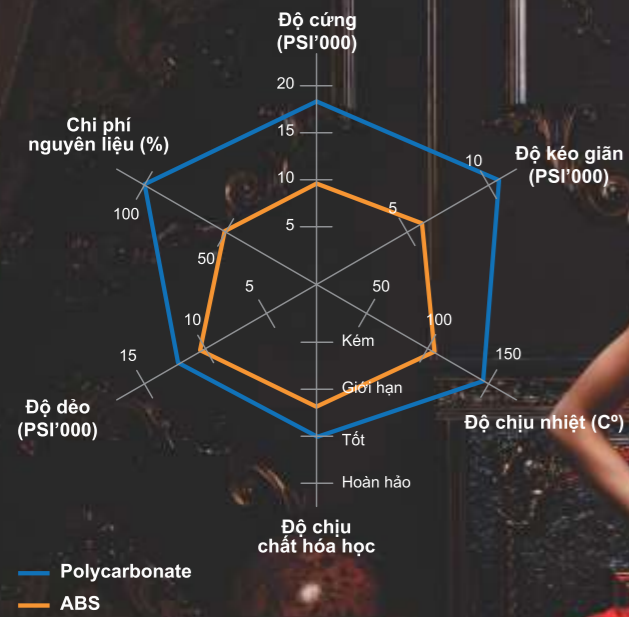 Độ cứng
(PSI'000)
20
Chi phí
nguyên liệu (%)
15
10
Độ kéo giãn
(PSI'000)
10
100
5
5
50
5
50
10
100
15
Kém
150
Giới hạn
Độ dẻo
(PSI'000)
Độ chịu nhiệt (Cº)
Tốt
Hoàn hảo
Độ chịu
chất hóa học
Polycarbonate
ABS